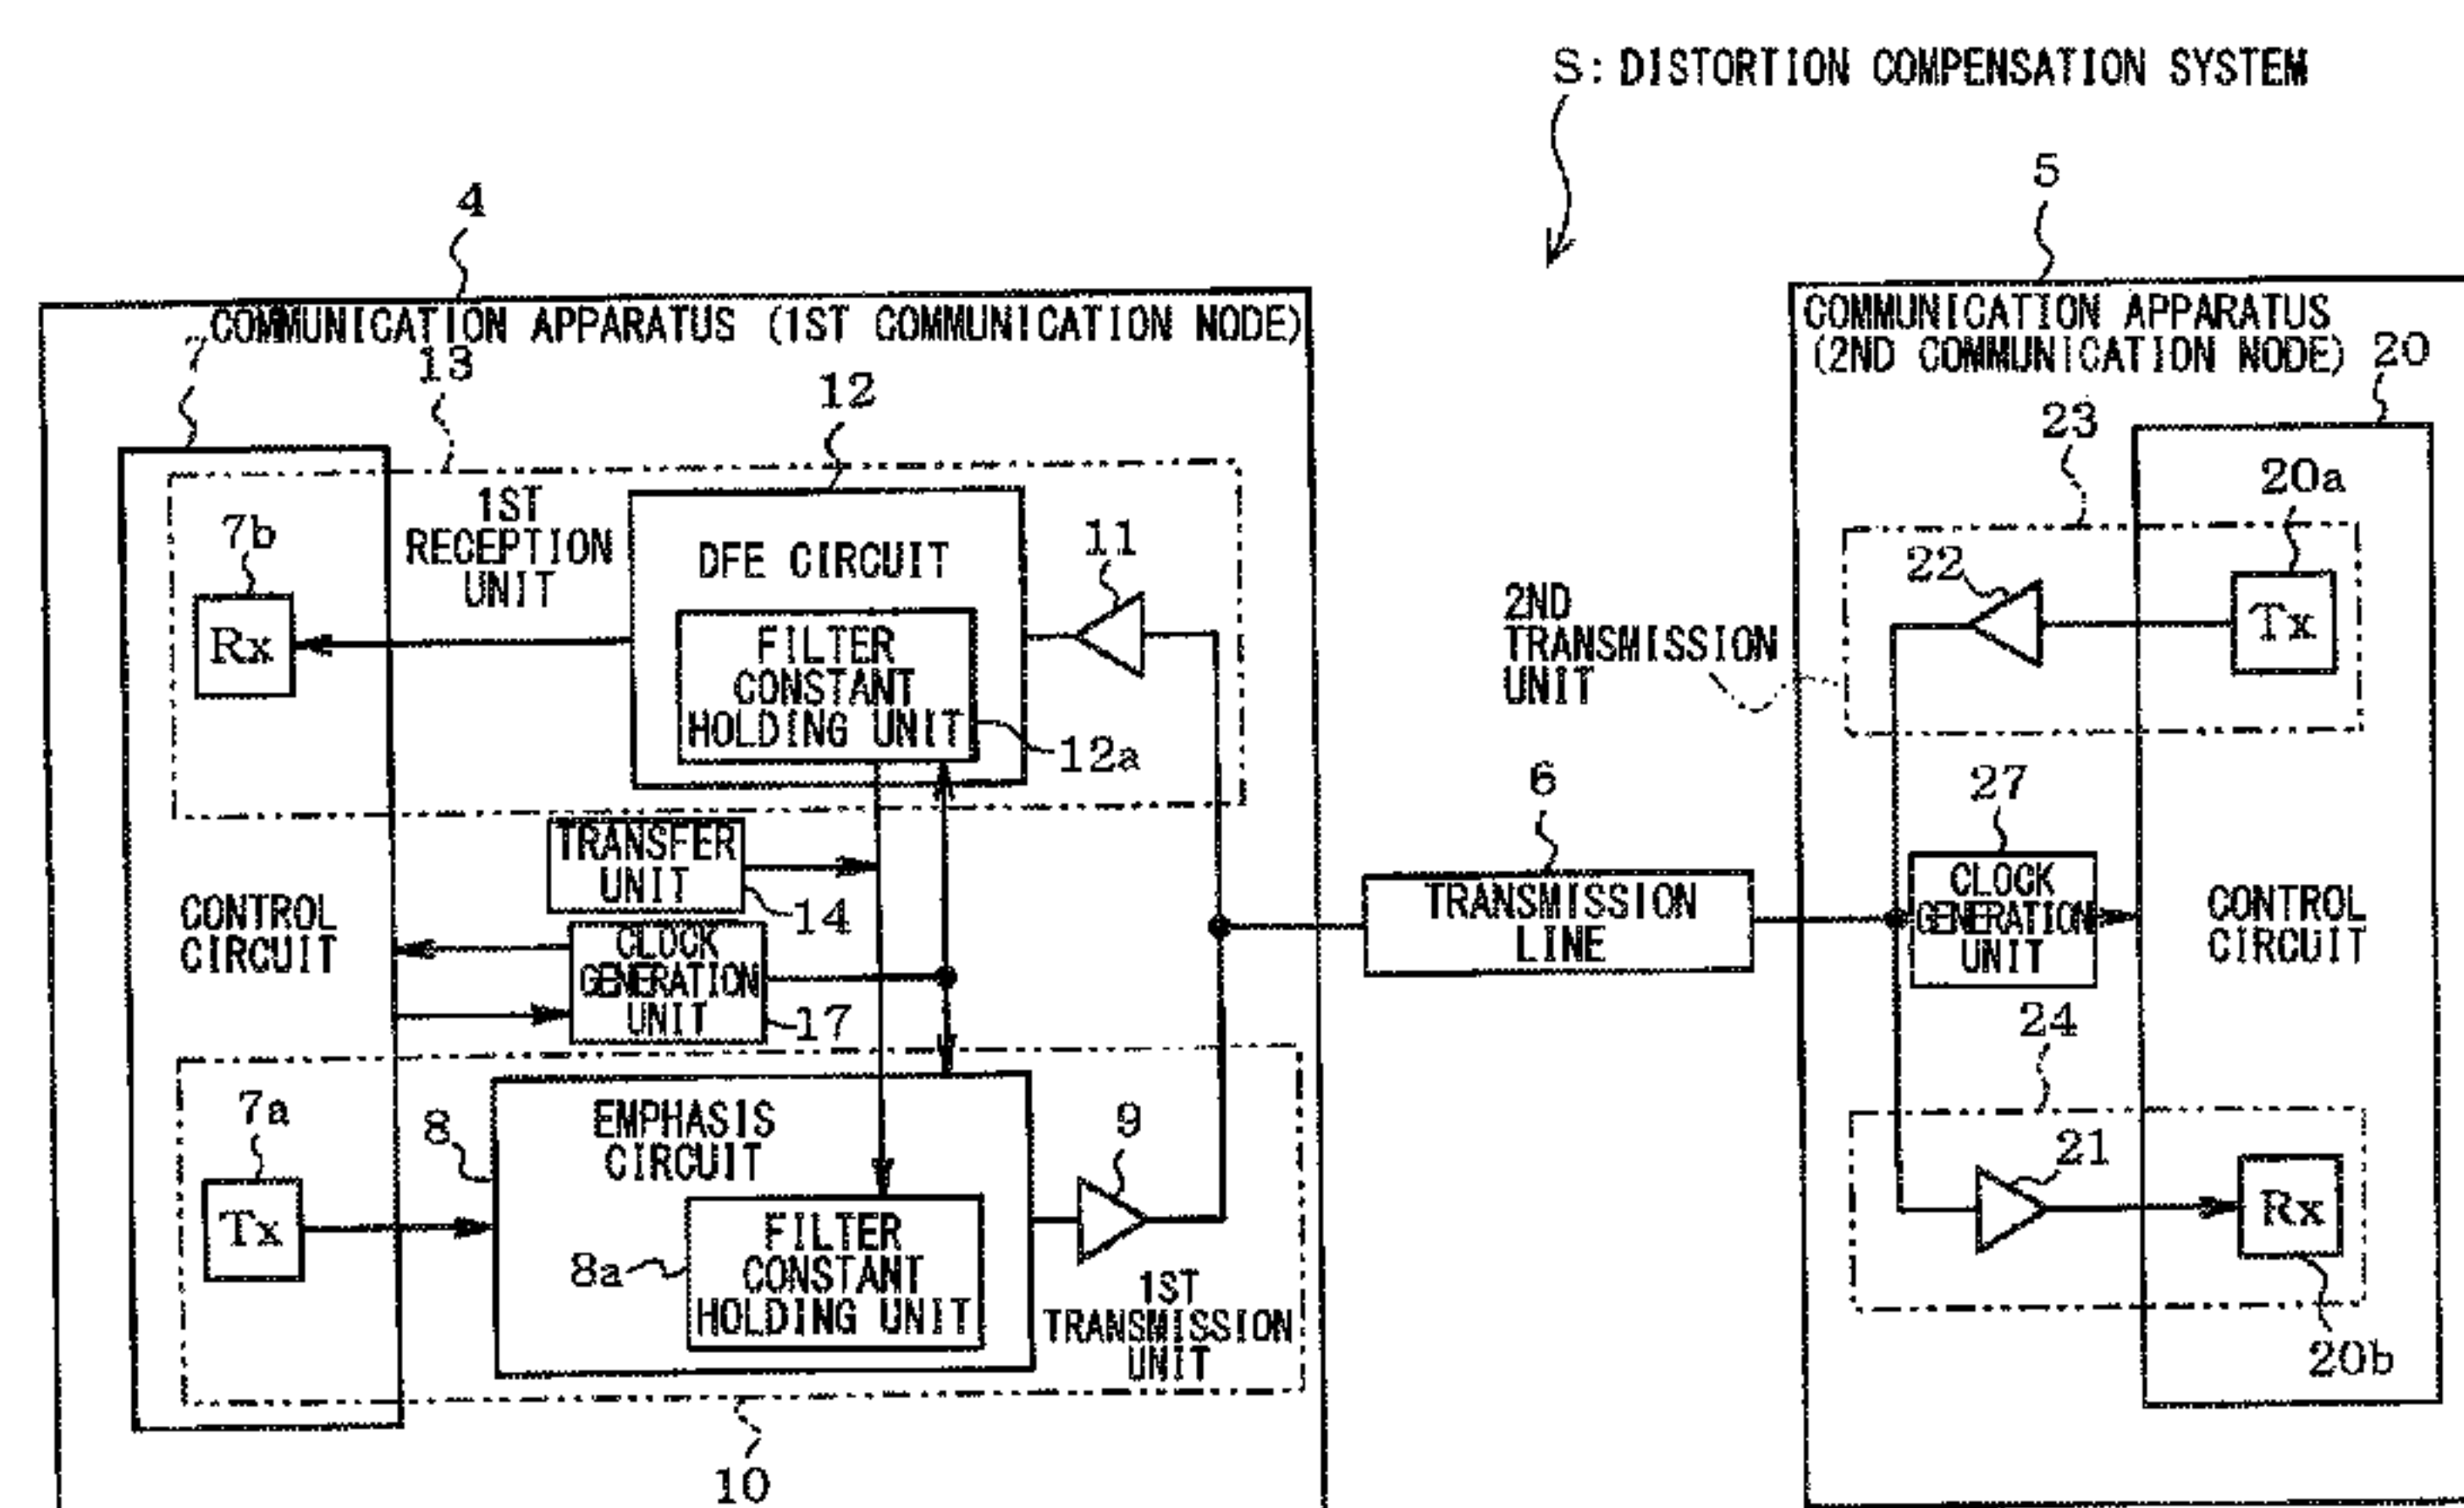 S: DISTORTION COMPENSATION SYSTEM
4
5
COMMUNICATION APPARATUS (1ST COMMUNICATION NODE)
COMMUNICATION APPARATUS
(2ND COMMUNICATION NODE)
20
7
13
12
23
1ST
RECEPTION
UNIT
7b
Rx
DFE CIRCUIT
11
FILTER
CONSTANT
HOLDING UNIT
12a
2ND
TRANSMISSION
UNIT
22
20a
Tx
TRANSFER
UNIT
14
6
27
CONTROL
CIRCUIT
CLOCK
GENERATION
UNIT
17
TRANSMISSION
LINE
CLOCK
GENERATION
UNIT
CONTROL
CIRCUIT
24
7a
Tx
8
EMPHASIS
CIRCUIT
9
21
Rx
8a
FILTER
CONSTANT
HOLDING UNIT
1ST
TRANSMISSION
UNIT
20b
10